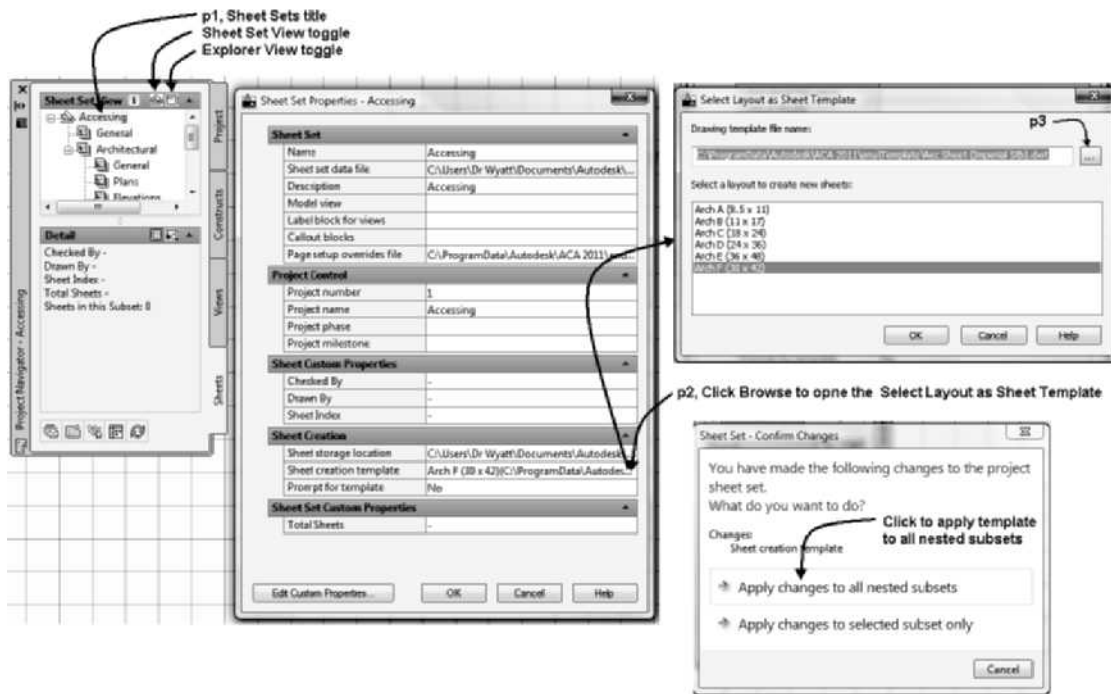 p1, Sheet Sets title
Sheet Set View toggle
Explorer View toggle
Sheet Set View
Accessing
General
Architectural
General
Plans
Elevations
Detail
Checked By -
Drawn By -
Sheet Index -
Total Sheets -
Sheets in this Subset: 0
Project Navigator - Accessing
Project
Constructs
Views
Sheets
Sheet Set Properties - Accessing
Sheet Set
Name Accessing
Sheet set data file C:\Users\Dr Wyatt\Documents\Autodesk\...
Description Accessing
Model view
Label block for views
Callout blocks
Page setup overrides file C:\ProgramData\Autodesk\ACA 2011\
Project Control
Project number 1
Project name Accessing
Project phase
Project milestone
Sheet Custom Properties
Checked By -
Drawn By -
Sheet Index -
Sheet Creation
Sheet storage location C:\Users\Dr Wyatt\Documents\Autodesk
Sheet creation template Arch F (30 x 42)(C:\ProgramData\Autodes...
Prompt for template No
Sheet Set Custom Properties
Total Sheets -
Edit Custom Properties...
OK
Cancel
Help
Select Layout as Sheet Template
p3
Drawing template file name:
...
Select a layout to create new sheets:
Arch A (8.5 x 11)
Arch B (11 x 17)
Arch C (18 x 24)
Arch D (24 x 36)
Arch E (36 x 48)
Arch F (30 x 42)
OK
Cancel
Help
p2, Click Browse to opne the Select Layout as Sheet Template
Sheet Set - Confirm Changes
You have made the following changes to the project
sheet set.
What do you want to do?
Click to apply template
to all nested subsets
Changes:
Sheet creation template
Apply changes to all nested subsets
Apply changes to selected subset only
Cancel